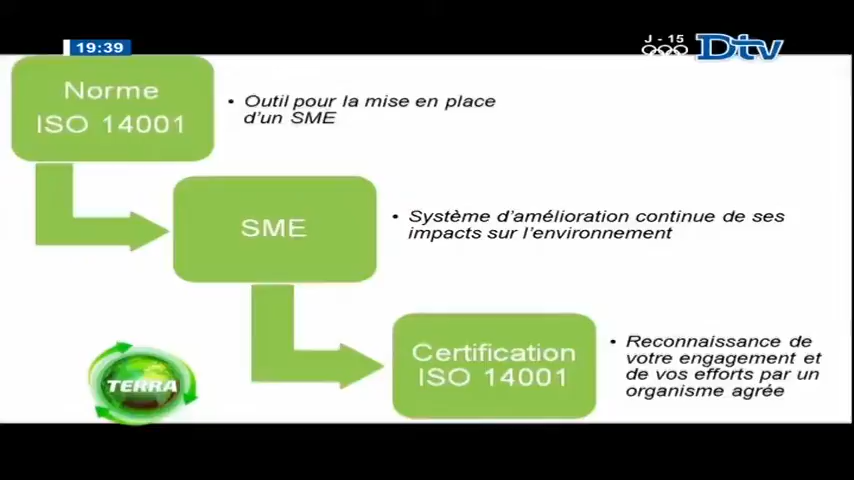 19:39
J - 15
Dtv
Norme
ISO 14001
• Outil pour la mise en place
d'un SME
SME
• Système d'amélioration continue de ses
impacts sur l'environnement
Certification
ISO 14001
• Reconnaissance de
votre engagement et
de vos efforts par un
organisme agrée
TERRA